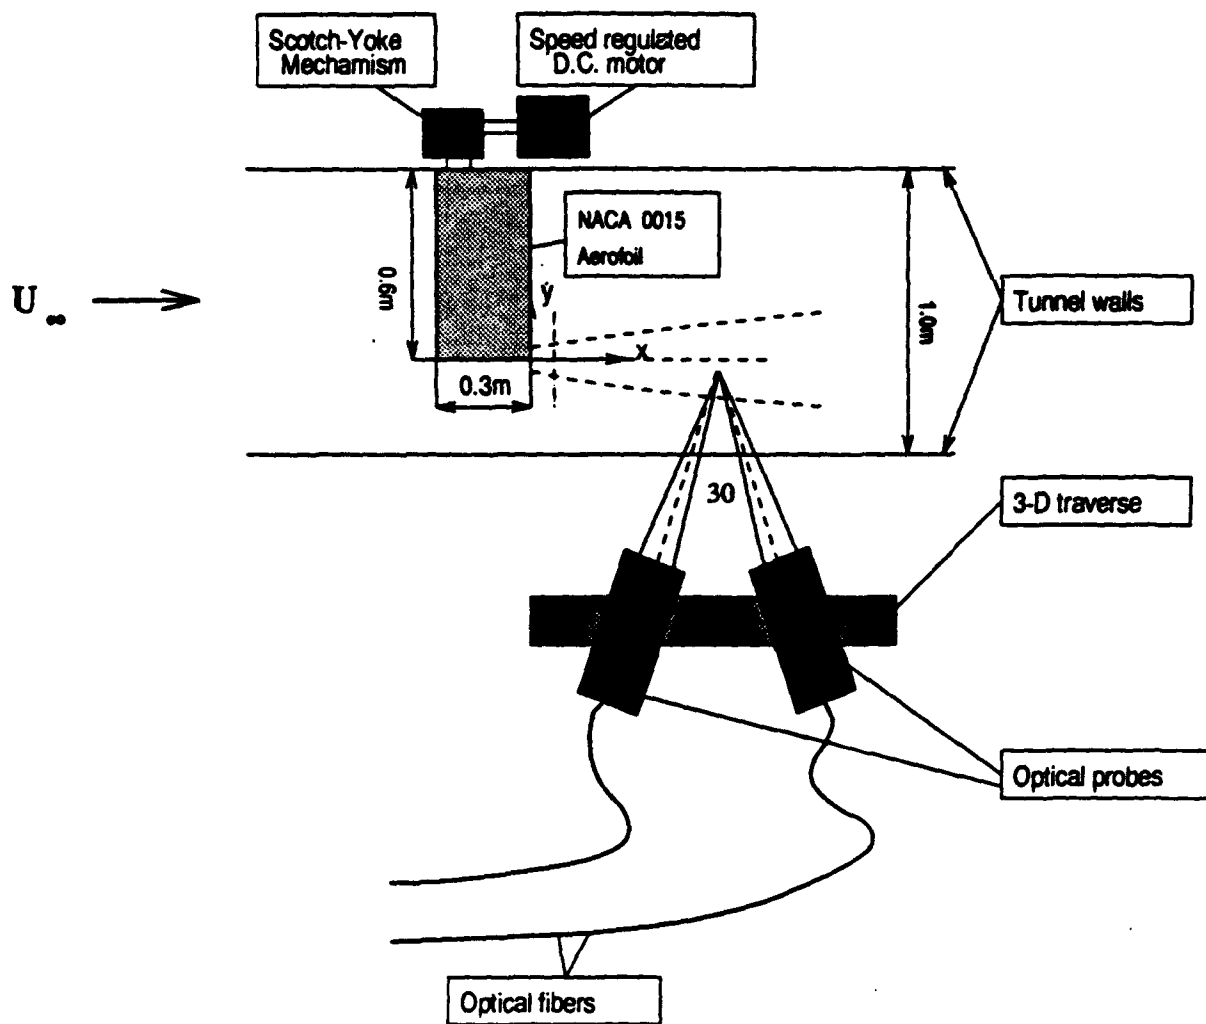 Scotch-Yoke
Mechamism
Speed regulated
D.C. motor
NACA 0015
Aerofoil
0.6m
y
U∞
x
1.0m
Tunnel walls
0.3m
30
3-D traverse
Optical probes
Optical fibers